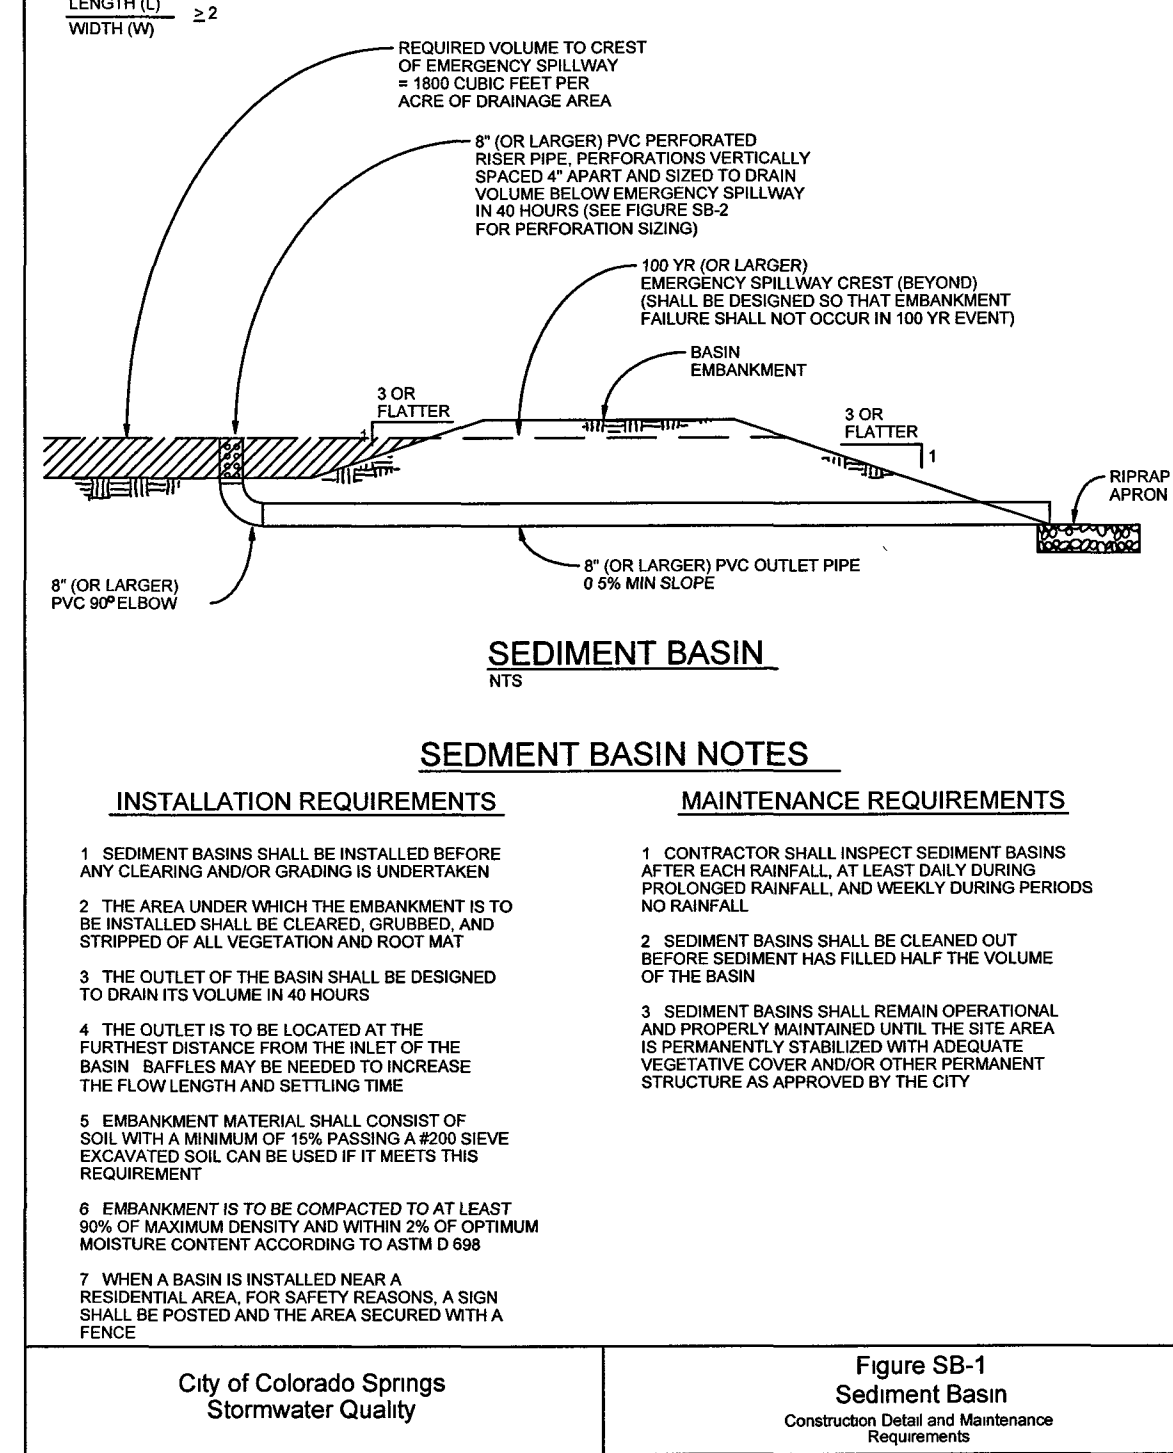 LENGTH (L)
WIDTH (W)
≥ 2
REQUIRED VOLUME TO CREST
OF EMERGENCY SPILLWAY
= 1800 CUBIC FEET PER
ACRE OF DRAINAGE AREA
8" (OR LARGER) PVC PERFORATED
RISER PIPE, PERFORATIONS VERTICALLY
SPACED 4" APART AND SIZED TO DRAIN
VOLUME BELOW EMERGENCY SPILLWAY
IN 40 HOURS (SEE FIGURE SB-2
FOR PERFORATION SIZING)
100 YR (OR LARGER)
EMERGENCY SPILLWAY CREST (BEYOND)
(SHALL BE DESIGNED SO THAT EMBANKMENT
FAILURE SHALL NOT OCCUR IN 100 YR EVENT)
BASIN
EMBANKMENT
3 OR
FLATTER
1
3 OR
FLATTER
1
RIPRAP
APRON
8" (OR LARGER) PVC OUTLET PIPE
0 5% MIN SLOPE
8" (OR LARGER)
PVC 90° ELBOW
SEDIMENT BASIN
NTS
SEDMENT BASIN NOTES
INSTALLATION REQUIREMENTS
1 SEDIMENT BASINS SHALL BE INSTALLED BEFORE
ANY CLEARING AND/OR GRADING IS UNDERTAKEN
2 THE AREA UNDER WHICH THE EMBANKMENT IS TO
BE INSTALLED SHALL BE CLEARED, GRUBBED, AND
STRIPPED OF ALL VEGETATION AND ROOT MAT
3 THE OUTLET OF THE BASIN SHALL BE DESIGNED
TO DRAIN ITS VOLUME IN 40 HOURS
4 THE OUTLET IS TO BE LOCATED AT THE
FURTHEST DISTANCE FROM THE INLET OF THE
BASIN BAFFLES MAY BE NEEDED TO INCREASE
THE FLOW LENGTH AND SETTLING TIME
5 EMBANKMENT MATERIAL SHALL CONSIST OF
SOIL WITH A MINIMUM OF 15% PASSING A #200 SIEVE
EXCAVATED SOIL CAN BE USED IF IT MEETS THIS
REQUIREMENT
6 EMBANKMENT IS TO BE COMPACTED TO AT LEAST
90% OF MAXIMUM DENSITY AND WITHIN 2% OF OPTIMUM
MOISTURE CONTENT ACCORDING TO ASTM D 698
7 WHEN A BASIN IS INSTALLED NEAR A
RESIDENTIAL AREA, FOR SAFETY REASONS, A SIGN
SHALL BE POSTED AND THE AREA SECURED WITH A
FENCE
MAINTENANCE REQUIREMENTS
1 CONTRACTOR SHALL INSPECT SEDIMENT BASINS
AFTER EACH RAINFALL, AT LEAST DAILY DURING
PROLONGED RAINFALL, AND WEEKLY DURING PERIODS
NO RAINFALL
2 SEDIMENT BASINS SHALL BE CLEANED OUT
BEFORE SEDIMENT HAS FILLED HALF THE VOLUME
OF THE BASIN
3 SEDIMENT BASINS SHALL REMAIN OPERATIONAL
AND PROPERLY MAINTAINED UNTIL THE SITE AREA
IS PERMANENTLY STABILIZED WITH ADEQUATE
VEGETATIVE COVER AND/OR OTHER PERMANENT
STRUCTURE AS APPROVED BY THE CITY
City of Colorado Springs
Stormwater Quality
Figure SB-1
Sediment Basin
Construction Detail and Maintenance
Requirements